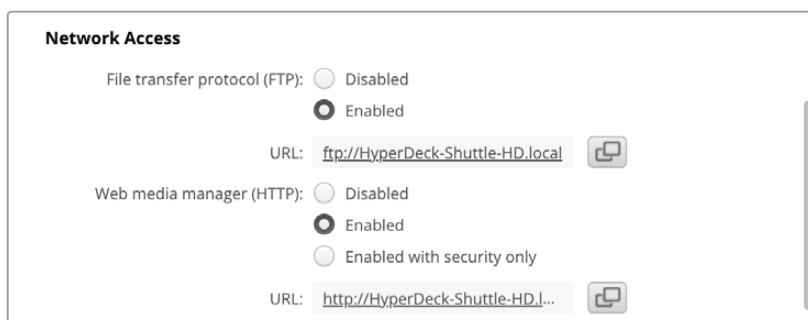 Network Access
File transfer protocol (FTP): Disabled
Enabled
URL: ftp://HyperDeck-Shuttle-HD.local
Web media manager (HTTP): Disabled
Enabled
Enabled with security only
URL: http://HyperDeck-Shuttle-HD.l...